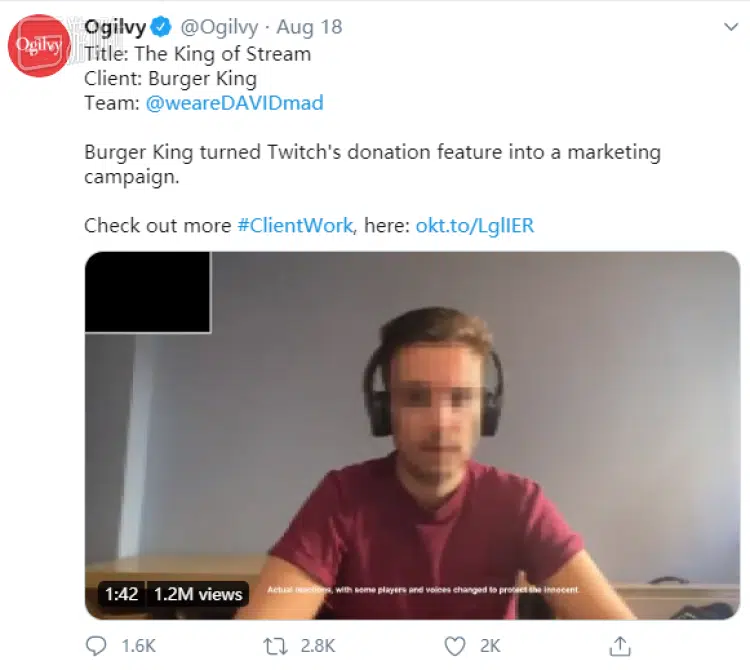 Ogilvy
Ogilvy @Ogilvy · Aug 18
Title: The King of Stream
Client: Burger King
Team: @weareDAVIDmad
Burger King turned Twitch's donation feature into a marketing
campaign.
Check out more #ClientWork, here: okt.to/LglIER
1:42 1.2M views
Actual reactions, with some players and voices changed to protect the innocent.
1.6K 2.8K 2K